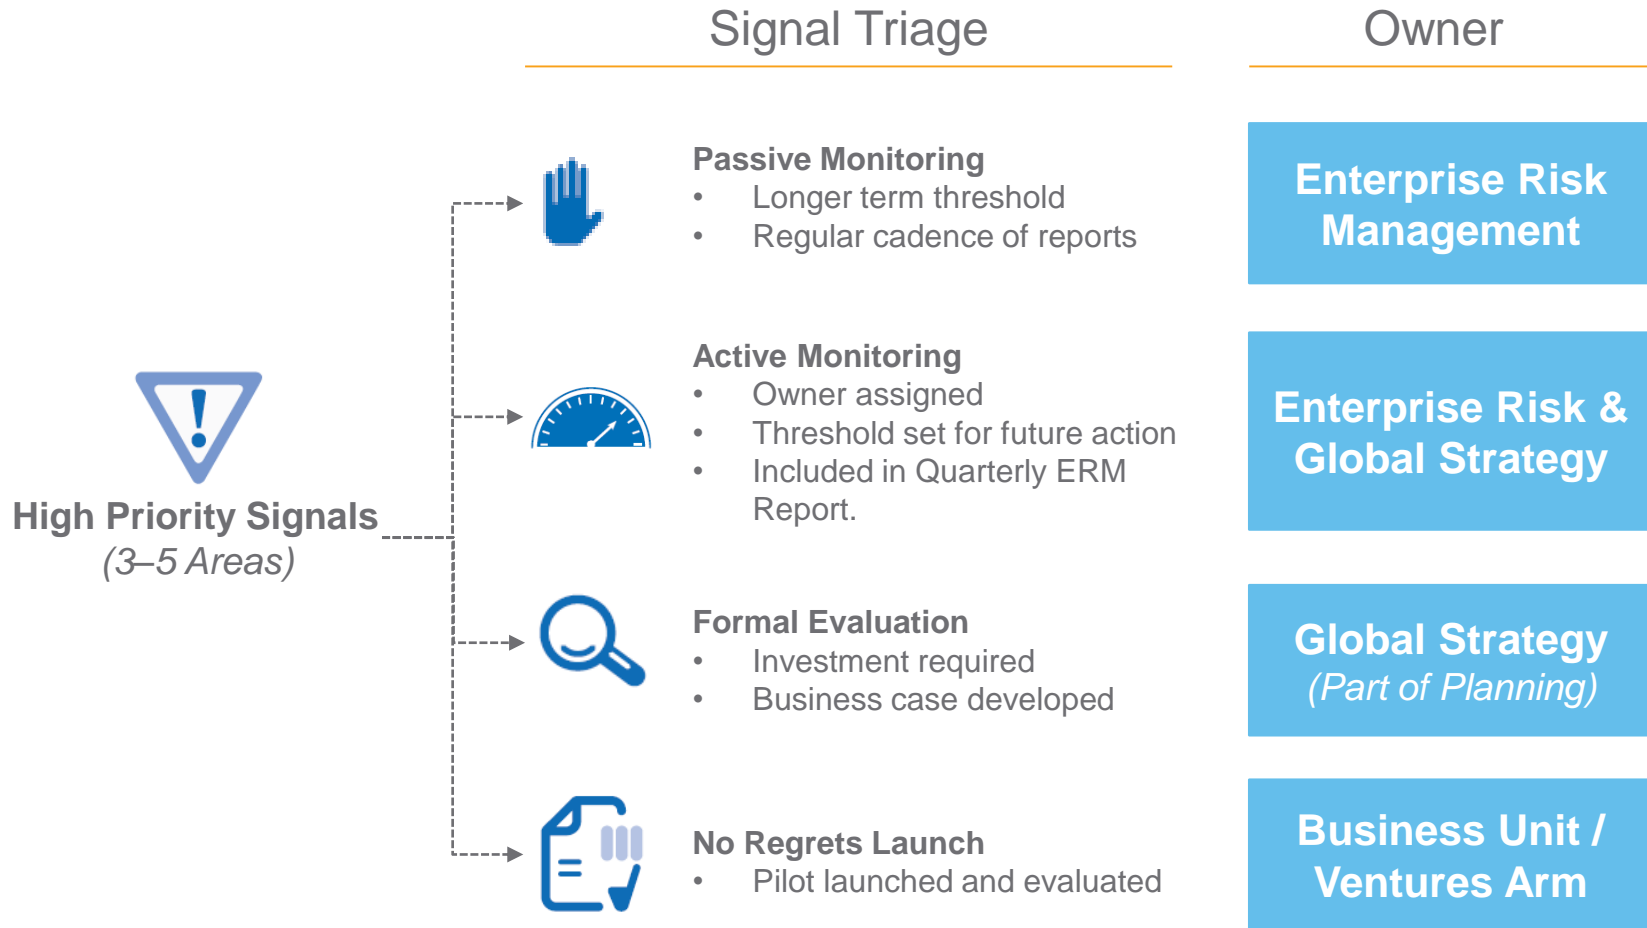 Signal Triage
Owner
Passive Monitoring
• Longer term threshold
• Regular cadence of reports
Enterprise Risk
Management
Active Monitoring
• Owner assigned
• Threshold set for future action
• Included in Quarterly ERM
Report.
Enterprise Risk &
Global Strategy
High Priority Signals
(3–5 Areas)
Formal Evaluation
• Investment required
• Business case developed
Global Strategy
(Part of Planning)
No Regrets Launch
• Pilot launched and evaluated
Business Unit /
Ventures Arm